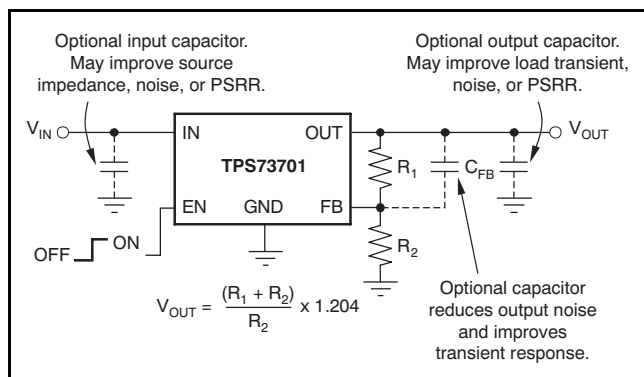 Optional input capacitor.
May improve source
impedance, noise, or PSRR.
Optional output capacitor.
May improve load transient,
noise, or PSRR.
V_IN
IN
OUT
V_OUT
TPS73701
R_1
C_FB
EN
GND
FB
OFF
ON
R_2
V_OUT = (R_1 + R_2) / R_2 x 1.204
Optional capacitor
reduces output noise
and improves
transient response.